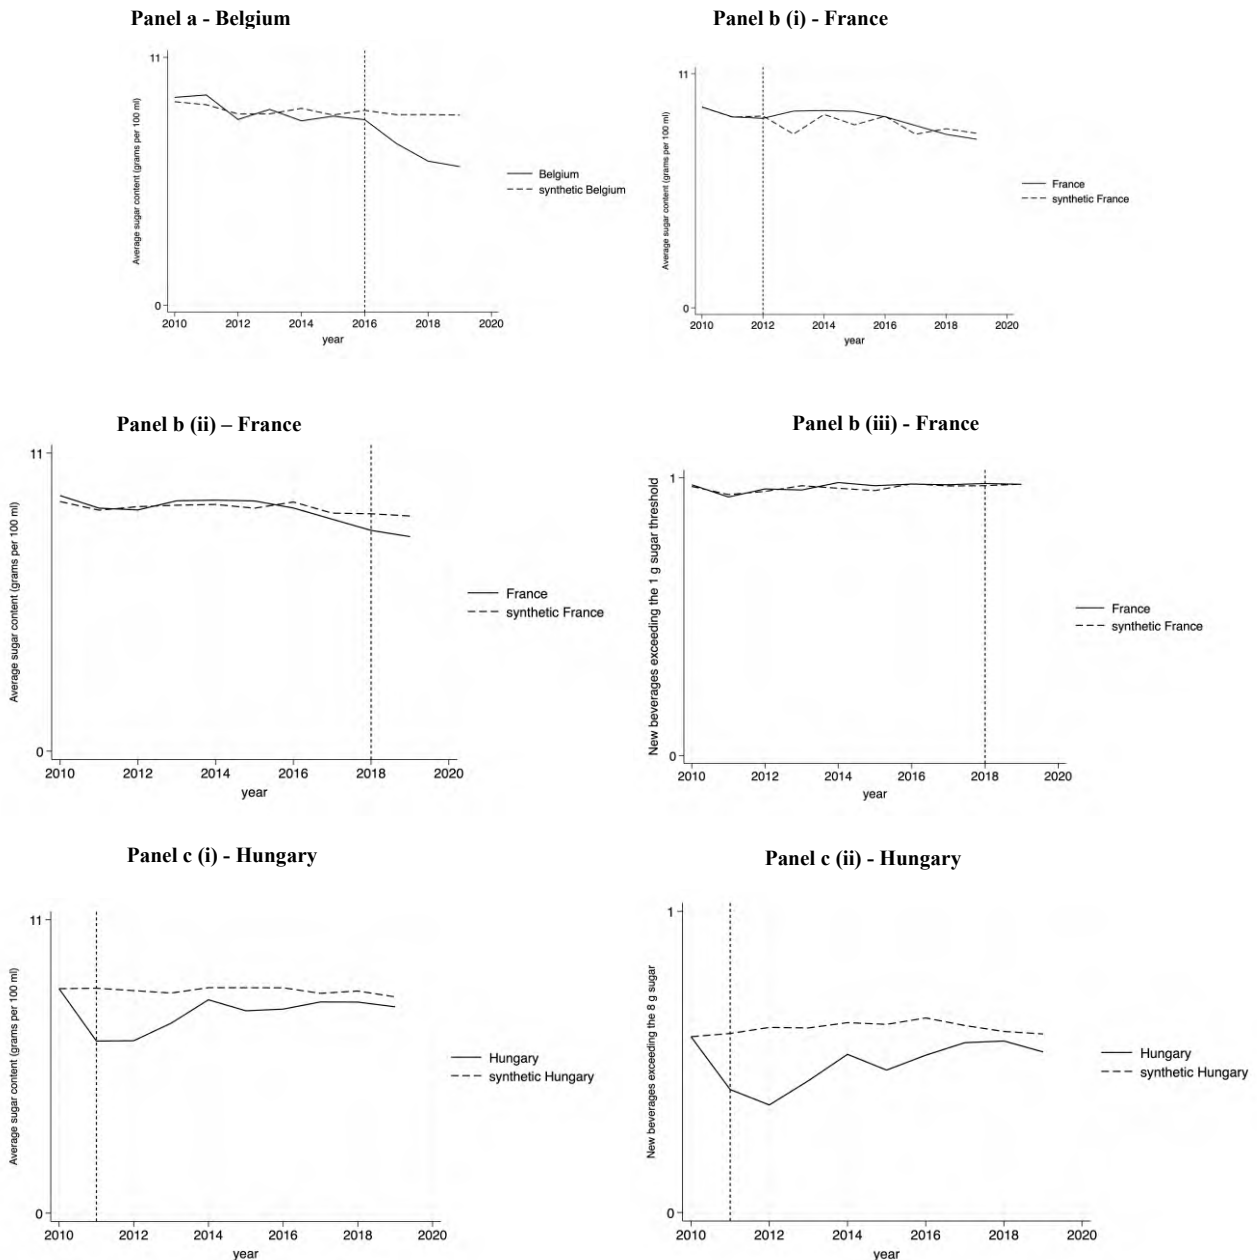 Panel a - Belgium
11
0
Average sugar content (grams per 100 ml)
2010 2012 2014 2016 2018 2020
year
Belgium
synthetic Belgium
Panel b (i) - France
11
0
Average sugar content (grams per 100 ml)
2010 2012 2014 2016 2018 2020
year
France
synthetic France
Panel b (ii) – France
11
0
Average sugar content (grams per 100 ml)
2010 2012 2014 2016 2018 2020
year
France
synthetic France
Panel b (iii) - France
1
0
New beverages exceeding the 1 g sugar threshold
2010 2012 2014 2016 2018 2020
year
France
synthetic France
Panel c (i) - Hungary
11
0
Average sugar content (grams per 100 ml)
2010 2012 2014 2016 2018 2020
year
Hungary
synthetic Hungary
Panel c (ii) - Hungary
1
0
New beverages exceeding the 8 g sugar
2010 2012 2014 2016 2018 2020
year
Hungary
synthetic Hungary